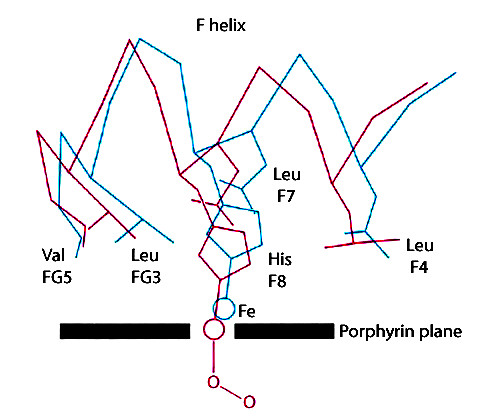 F helix
Leu
F7
Val
FG5
Leu
FG3
His
F8
Leu
F4
Fe
Porphyrin plane
O
O